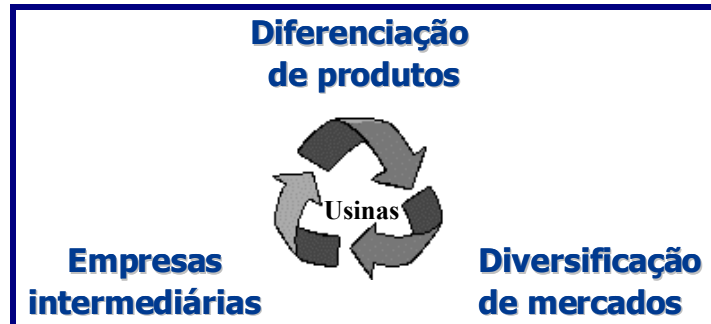 Diferenciação
de produtos
Usinas
Empresas
intermediárias
Diversificação
de mercados